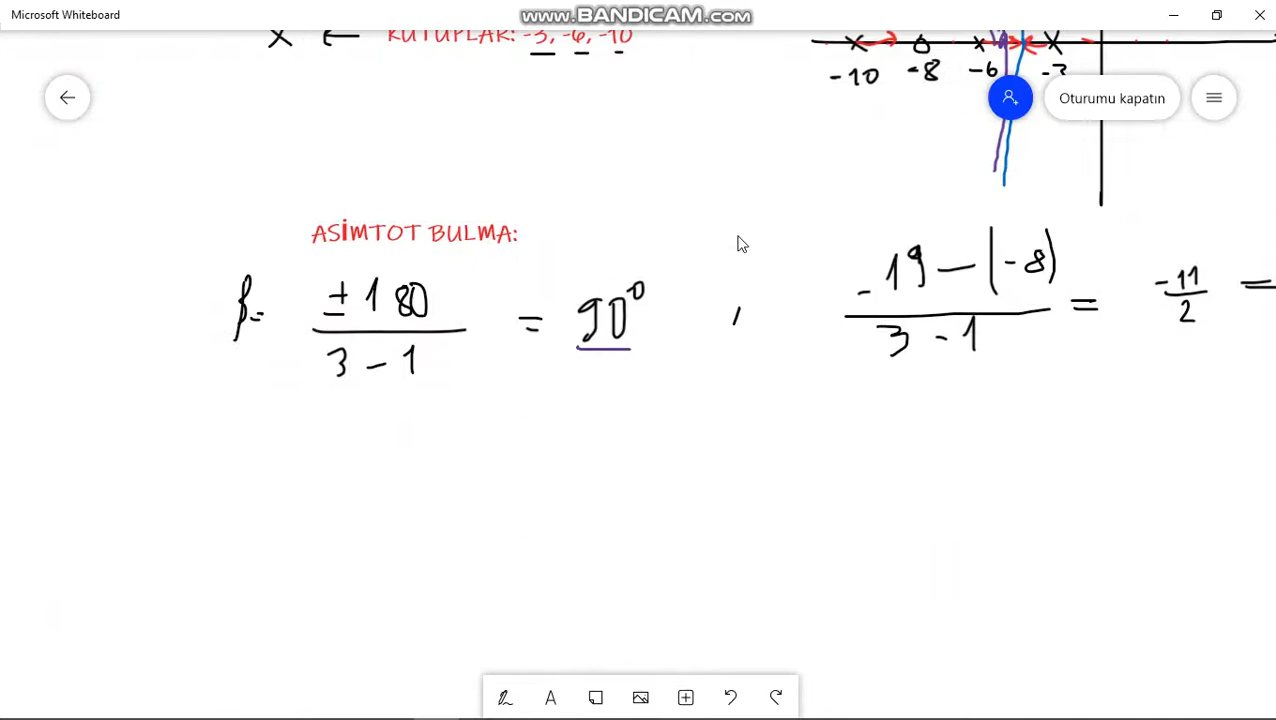 Microsoft Whiteboard
www.BANDICAM.com
X ← KUTUPLAR: -3, -6, -10
-10 -8 -6 -3
Oturumu kapatın
ASİMTOT BULMA:
β = ±180 / 3 - 1 = 90° , -19 - (-8) / 3 - 1 = -11 / 2 =
A